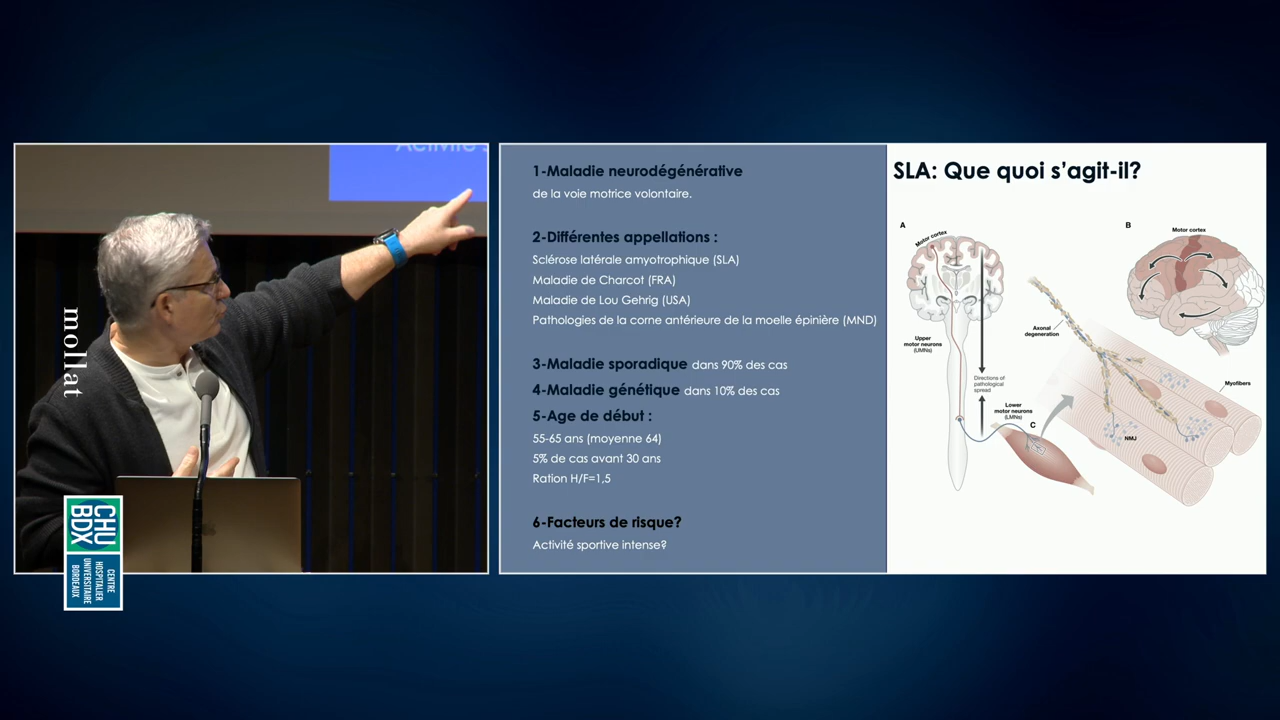 Activité s
molat
CHU
BDX
CENTRE
HOSPITALIER
UNIVERSITAIRE
BORDEAUX
1-Maladie neurodégénérative
de la voie motrice volontaire.
2-Différentes appellations :
Sclérose latérale amyotrophique (SLA)
Maladie de Charcot (FRA)
Maladie de Lou Gehrig (USA)
Pathologies de la corne antérieure de la moelle épinière (MND)
3-Maladie sporadique dans 90% des cas
4-Maladie génétique dans 10% des cas
5-Age de début :
55-65 ans (moyenne 64)
5% de cas avant 30 ans
Ration H/F=1,5
6-Facteurs de risque?
Activité sportive intense?
SLA: Que quoi s’agit-il?
A
Motor cortex
Upper
motor neurons
(UMNs)
Directions of
pathological
spread
Lower
motor neurons
(LMNs)
C
Axonal
degeneration
NMJ
Myofibers
B
Motor cortex